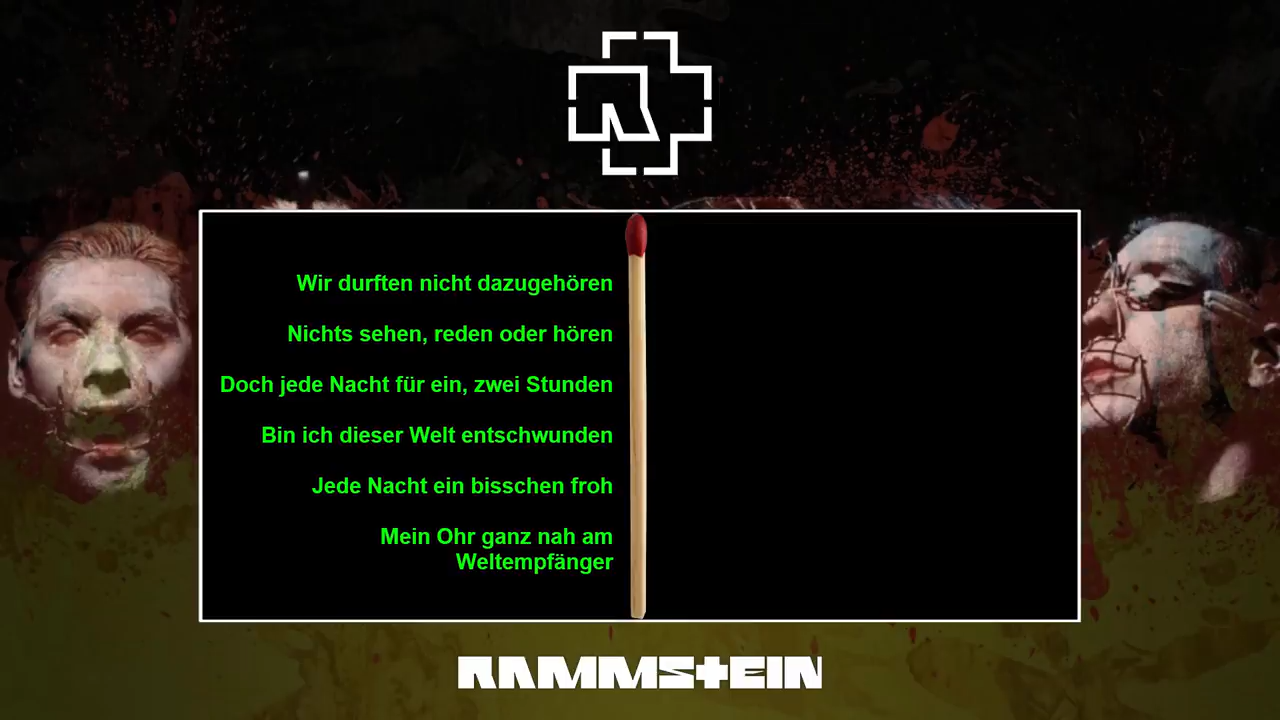 Wir durften nicht dazugehören
Nichts sehen, reden oder hören
Doch jede Nacht für ein, zwei Stunden
Bin ich dieser Welt entschwunden
Jede Nacht ein bisschen froh
Mein Ohr ganz nah am
Weltempfänger
RAMMSTEIN